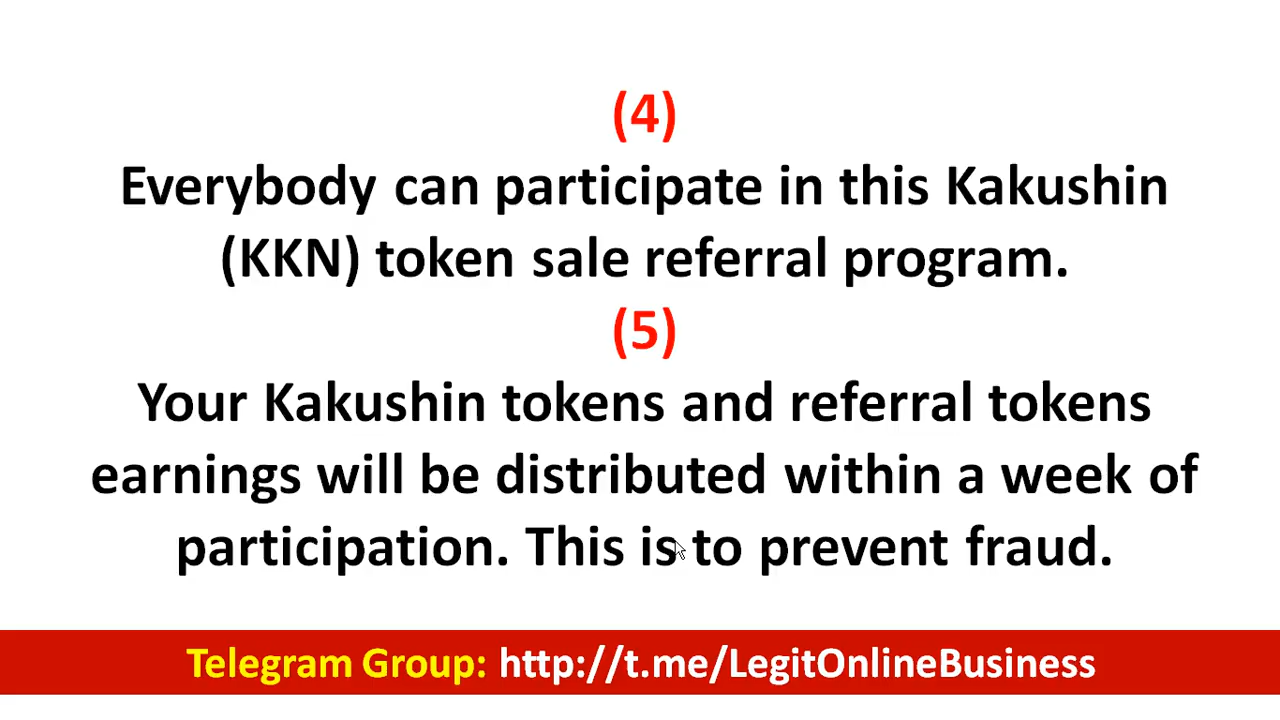 (4)
Everybody can participate in this Kakushin
(KKN) token sale referral program.
(5)
Your Kakushin tokens and referral tokens
earnings will be distributed within a week of
participation. This is to prevent fraud.
Telegram Group: http://t.me/LegitOnlineBusiness